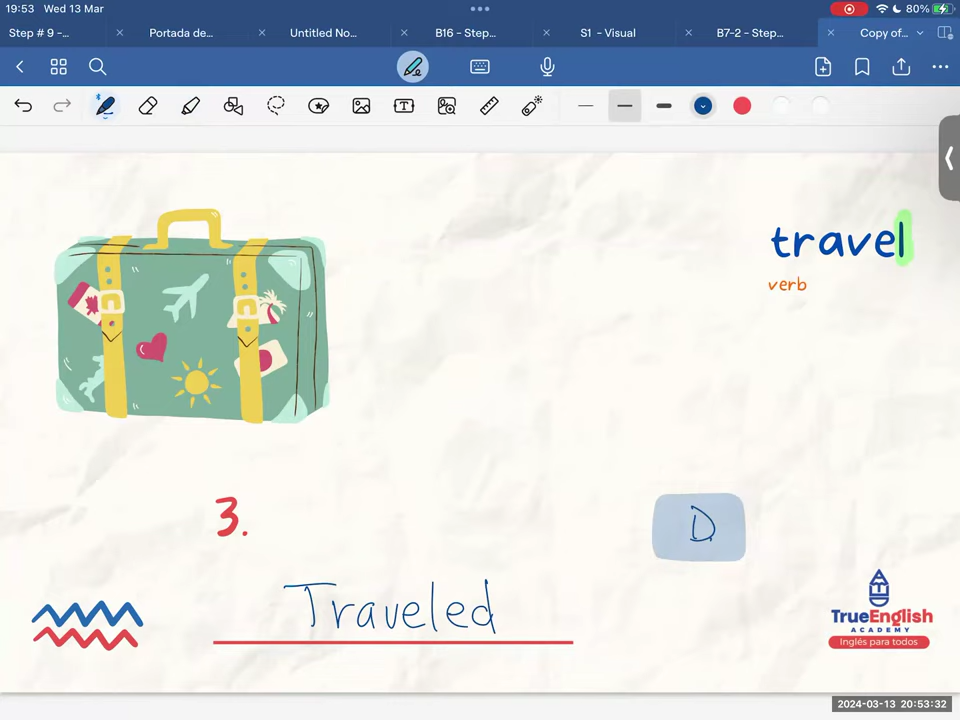 19:53 Wed 13 Mar
80%
Step # 9 -...
Portada de...
Untitled No...
B16 - Step...
S1 - Visual
B7-2 - Step...
Copy of...
travel
verb
3.
D
Traveled
TrueEnglish
ACADEMY
Inglés para todos
2024-03-13 20:53:32